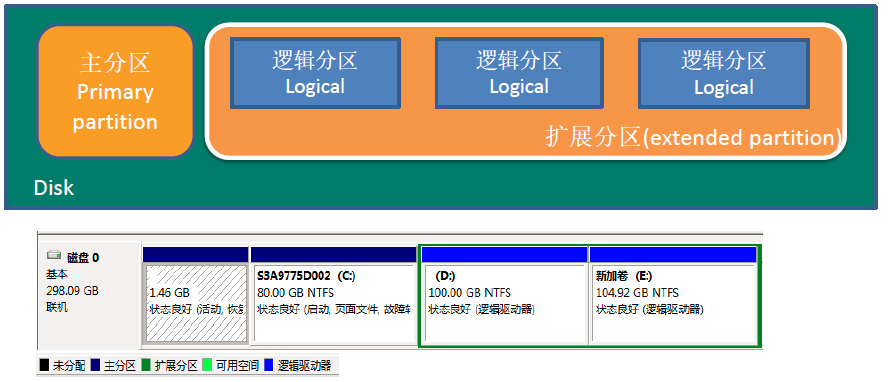 主分区
Primary
partition
逻辑分区
Logical
逻辑分区
Logical
逻辑分区
Logical
扩展分区(extended partition)
Disk
磁盘 0
基本
298.09 GB
联机
1.46 GB
状态良好 (活动, 恢复
S3A9775D002 (C:)
80.00 GB NTFS
状态良好 (启动, 页面文件, 故障转
(D:)
100.00 GB NTFS
状态良好 (逻辑驱动器)
新加卷 (E:)
104.92 GB NTFS
状态良好 (逻辑驱动器)
未分配 主分区 扩展分区 可用空间 逻辑驱动器